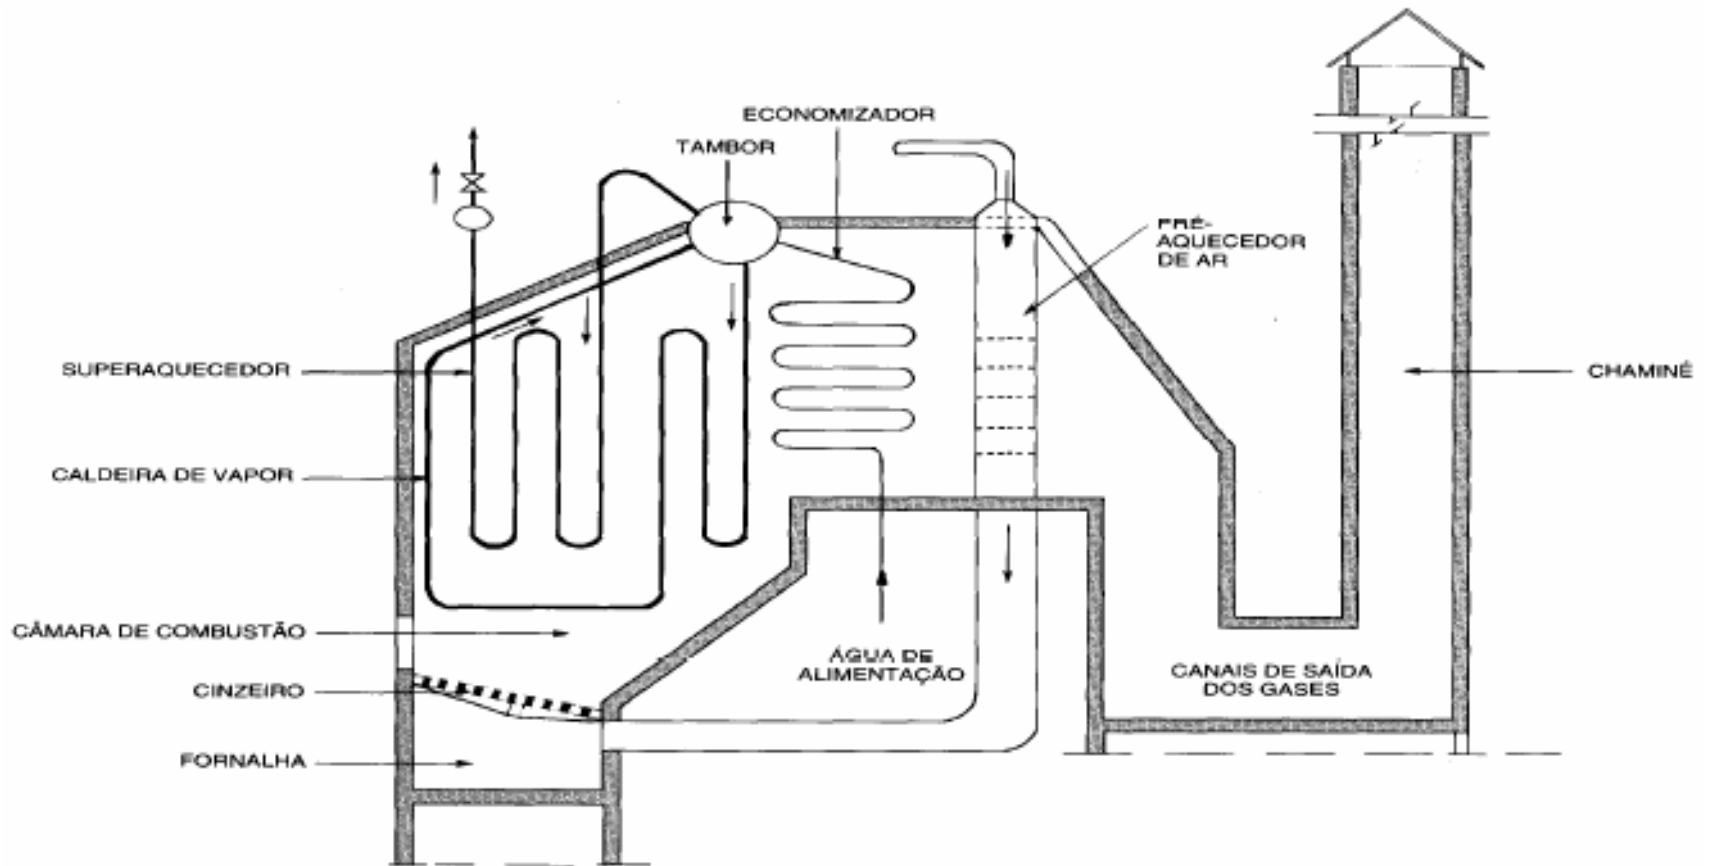 ECONOMIZADOR
TAMBOR
PRÉ-
AQUECEDOR
DE AR
SUPERAQUECEDOR
CHAMINÉ
CALDEIRA DE VAPOR
CÂMARA DE COMBUSTÃO
ÁGUA DE
ALIMENTAÇÃO
CANAIS DE SAÍDA
DOS GASES
CINZEIRO
FORNALHA